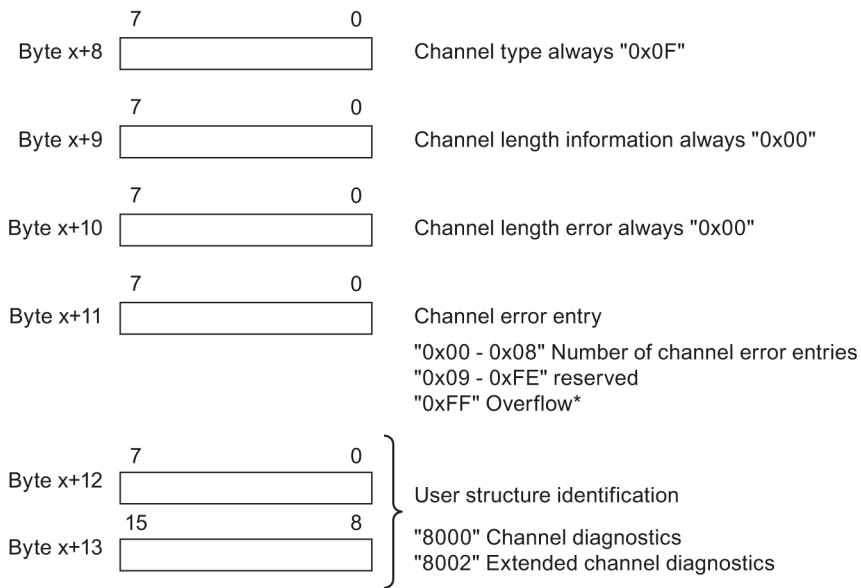 7 0
Byte x+8 Channel type always "0x0F"
7 0
Byte x+9 Channel length information always "0x00"
7 0
Byte x+10 Channel length error always "0x00"
7 0
Byte x+11 Channel error entry
"0x00 - 0x08" Number of channel error entries
"0x09 - 0xFE" reserved
"0xFF" Overflow*
7 0
Byte x+12
User structure identification
15 8
Byte x+13
"8000" Channel diagnostics
"8002" Extended channel diagnostics